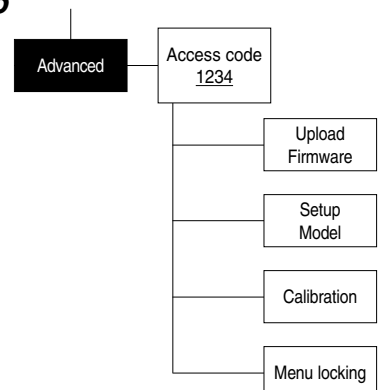 Advanced
Access code
1234
Upload
Firmware
Setup
Model
Calibration
Menu locking